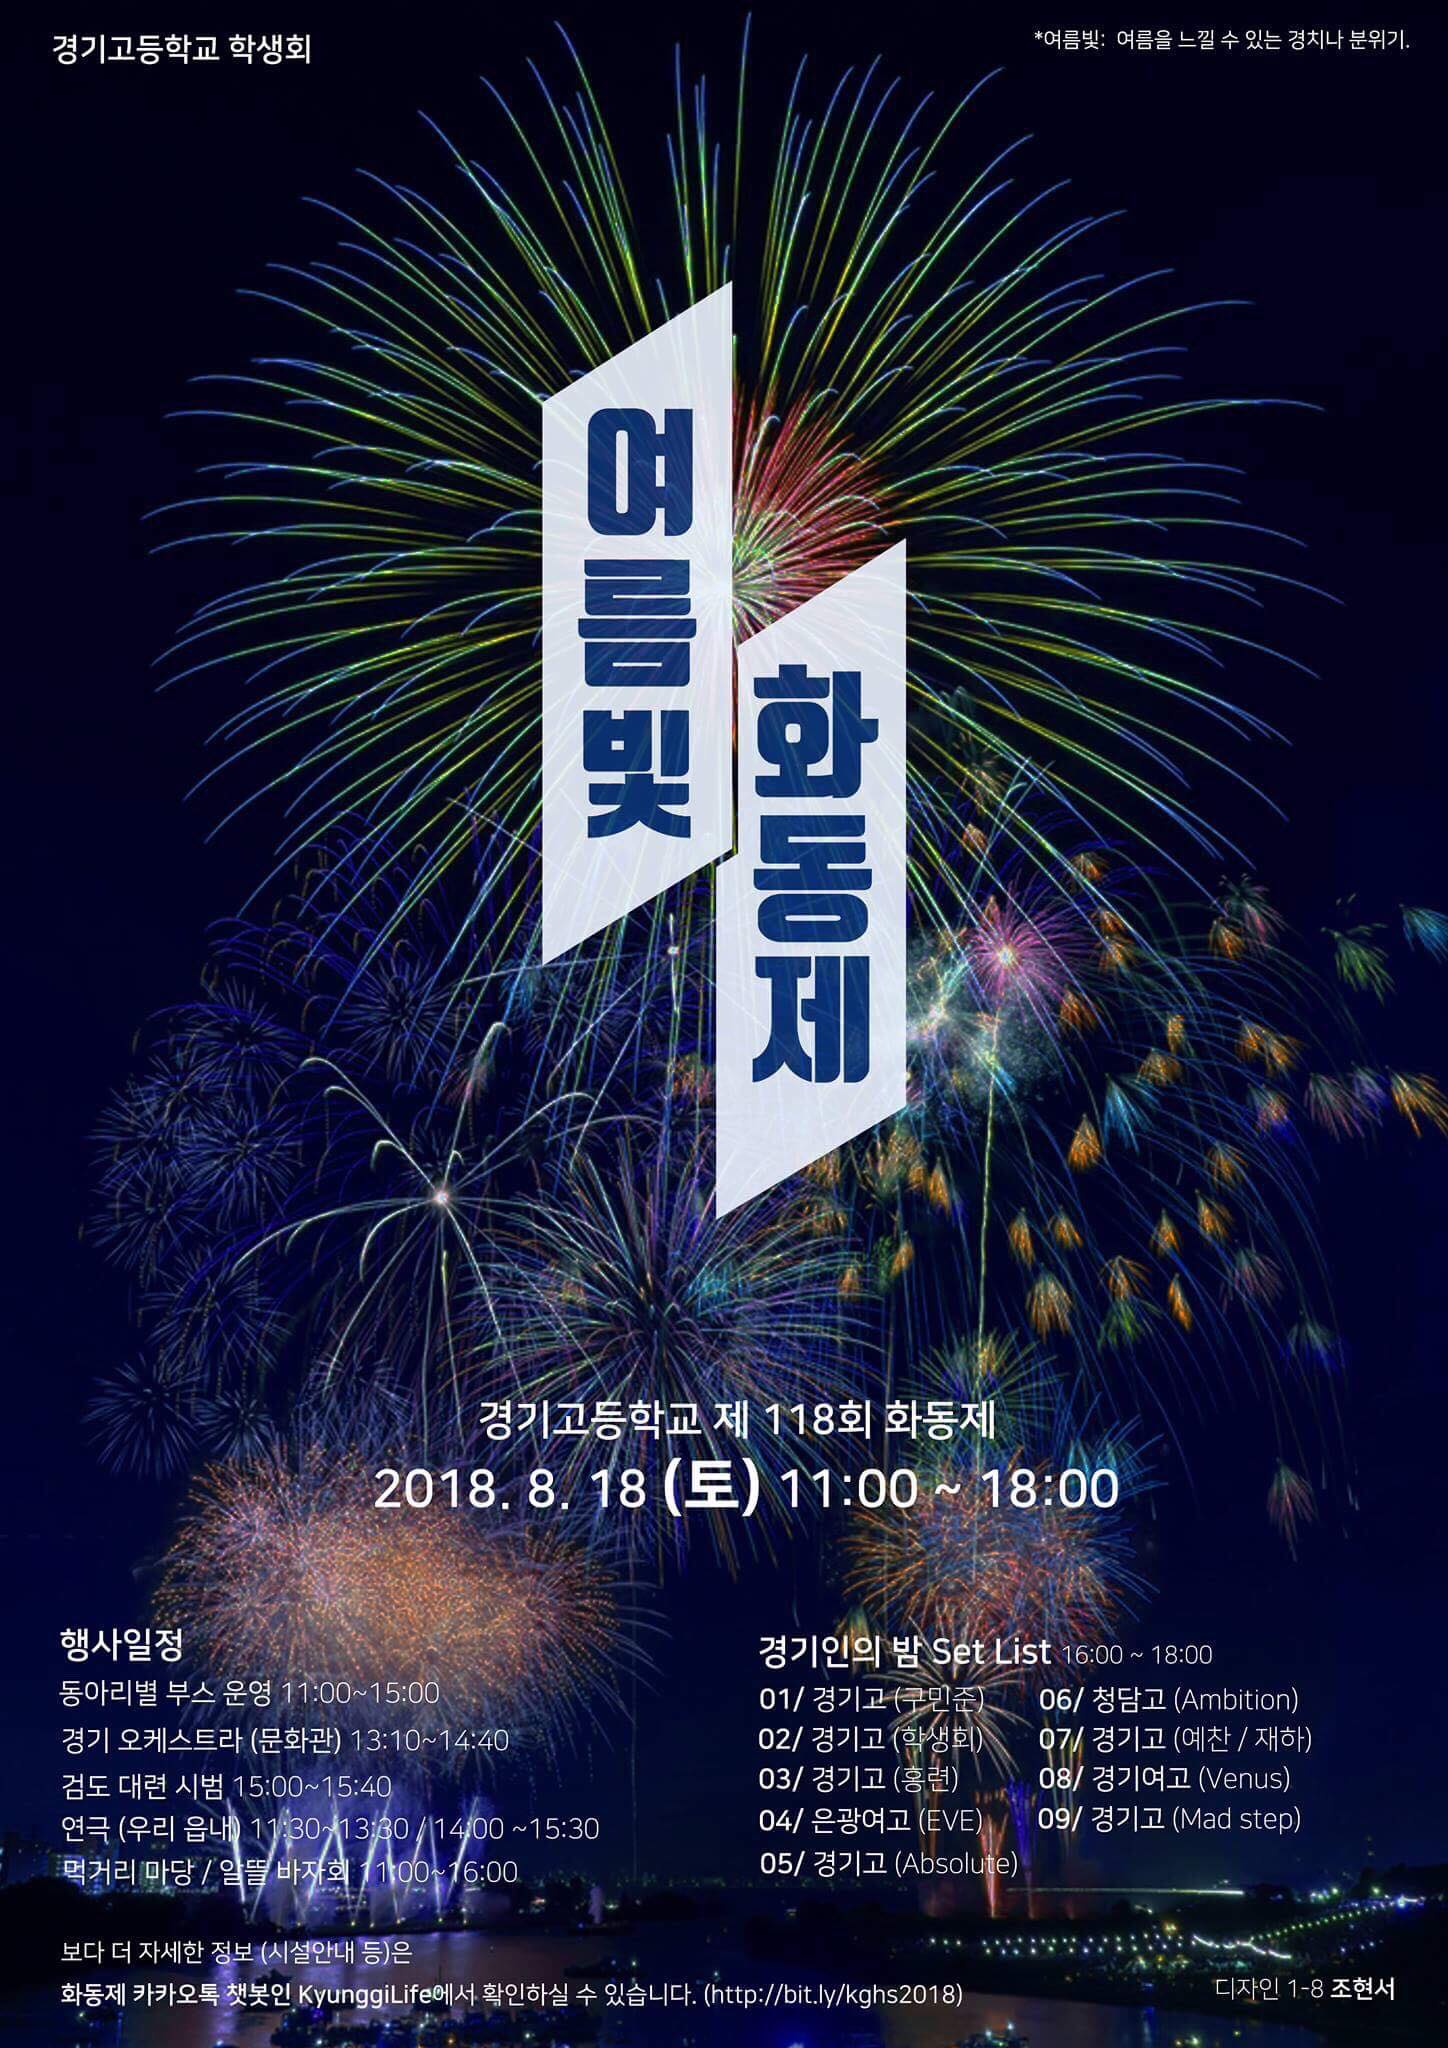 경기고등학교 학생회
*여름빛: 여름을 느낄 수 있는 경치나 분위기.
여름빛
화동제
경기고등학교 제 118회 화동제
2018. 8. 18 (토) 11:00 ~ 18:00
행사일정
동아리별 부스 운영 11:00~15:00
경기 오케스트라 (문화관) 13:10~14:40
검도 대련 시범 15:00~15:40
연극 (우리 읍내) 11:30~13:30 / 14:00 ~15:30
먹거리 마당 / 알뜰 바자회 11:00~16:00
경기인의 밤 Set List 16:00 ~ 18:00
01/ 경기고 (구민준)
02/ 경기고 (학생회)
03/ 경기고 (홍련)
04/ 은광여고 (EVE)
05/ 경기고 (Absolute)
06/ 청담고 (Ambition)
07/ 경기고 (예찬 / 재하)
08/ 경기여고 (Venus)
09/ 경기고 (Mad step)
보다 더 자세한 정보 (시설안내 등)은
화동제 카카오톡 챗봇인 KyunggiLife에서 확인하실 수 있습니다. (http://bit.ly/kghs2018)
디자인 1-8 조현서